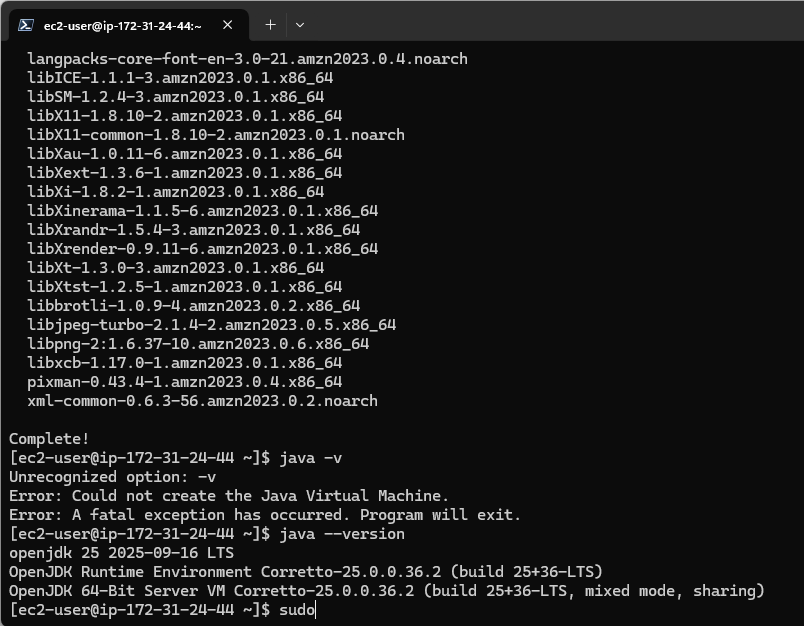 ec2-user@ip-172-31-24-44:~
langpacks-core-font-en-3.0-21.amzn2023.0.4.noarch
libICE-1.1.1-3.amzn2023.0.1.x86_64
libSM-1.2.4-3.amzn2023.0.1.x86_64
libX11-1.8.10-2.amzn2023.0.1.x86_64
libX11-common-1.8.10-2.amzn2023.0.1.noarch
libXau-1.0.11-6.amzn2023.0.1.x86_64
libXext-1.3.6-1.amzn2023.0.1.x86_64
libXi-1.8.2-1.amzn2023.0.1.x86_64
libXinerama-1.1.5-6.amzn2023.0.1.x86_64
libXrandr-1.5.4-3.amzn2023.0.1.x86_64
libXrender-0.9.11-6.amzn2023.0.1.x86_64
libXt-1.3.0-3.amzn2023.0.1.x86_64
libXtst-1.2.5-1.amzn2023.0.1.x86_64
libbrotli-1.0.9-4.amzn2023.0.2.x86_64
libjpeg-turbo-2.1.4-2.amzn2023.0.5.x86_64
libpng-2:1.6.37-10.amzn2023.0.6.x86_64
libxcb-1.17.0-1.amzn2023.0.1.x86_64
pixman-0.43.4-1.amzn2023.0.4.x86_64
xml-common-0.6.3-56.amzn2023.0.2.noarch
Complete!
[ec2-user@ip-172-31-24-44 ~]$ java -v
Unrecognized option: -v
Error: Could not create the Java Virtual Machine.
Error: A fatal exception has occurred. Program will exit.
[ec2-user@ip-172-31-24-44 ~]$ java --version
openjdk 25 2025-09-16 LTS
OpenJDK Runtime Environment Corretto-25.0.0.36.2 (build 25+36-LTS)
OpenJDK 64-Bit Server VM Corretto-25.0.0.36.2 (build 25+36-LTS, mixed mode, sharing)
[ec2-user@ip-172-31-24-44 ~]$ sudo